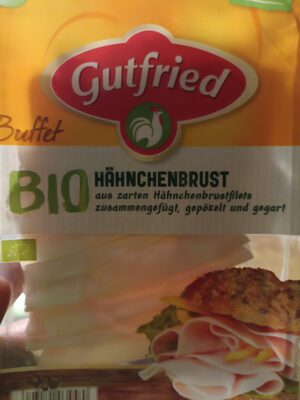 Gutfried
Buffet
BIO HÄHNCHENBRUST
aus zarten Hähnchenbrustfilets
zusammengefügt, gepökelt und gegart